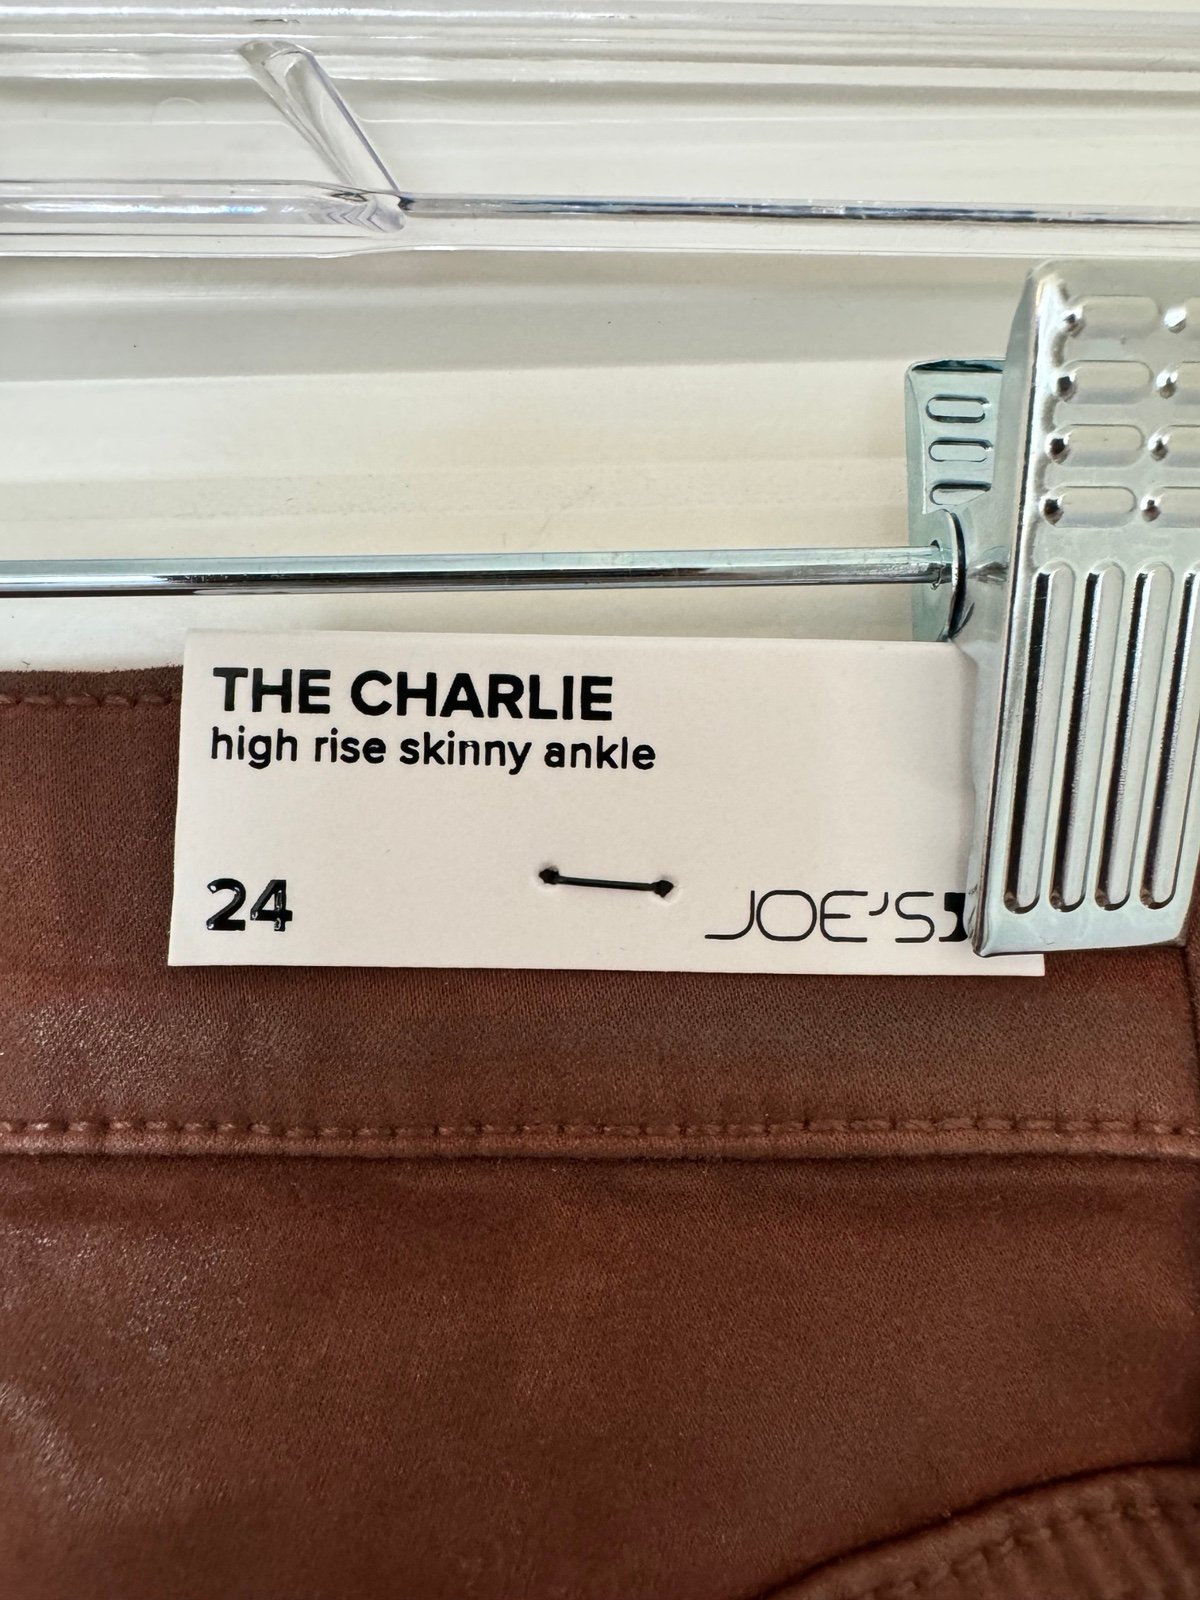 THE CHARLIE
high rise skinny ankle
24
JOE'S